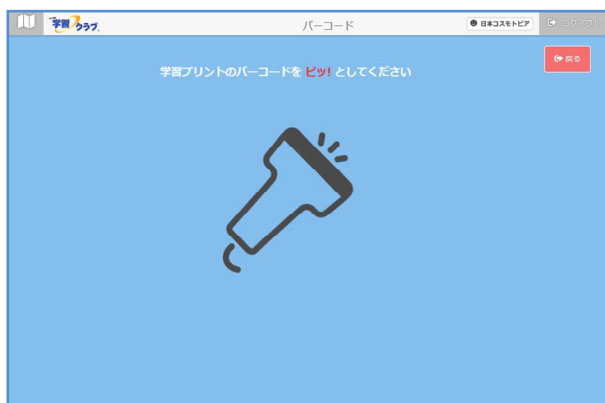 学習クラブ
バーコード
日本コスモトピア
ログアウト
戻る
学習プリントのバーコードを ピッ! としてください